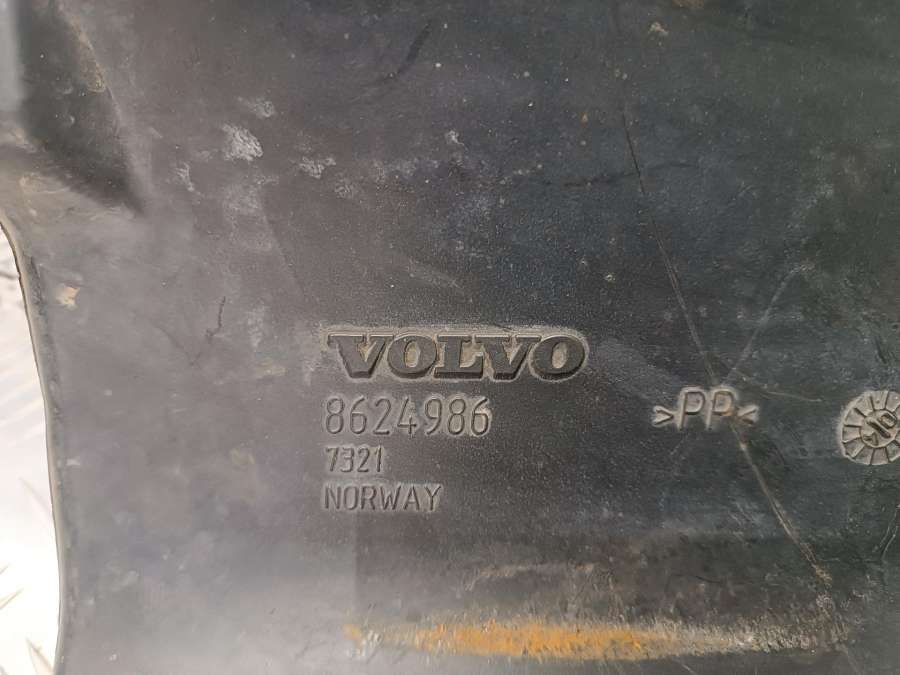 VOLVO
8624986
7321
NORWAY
>PP<